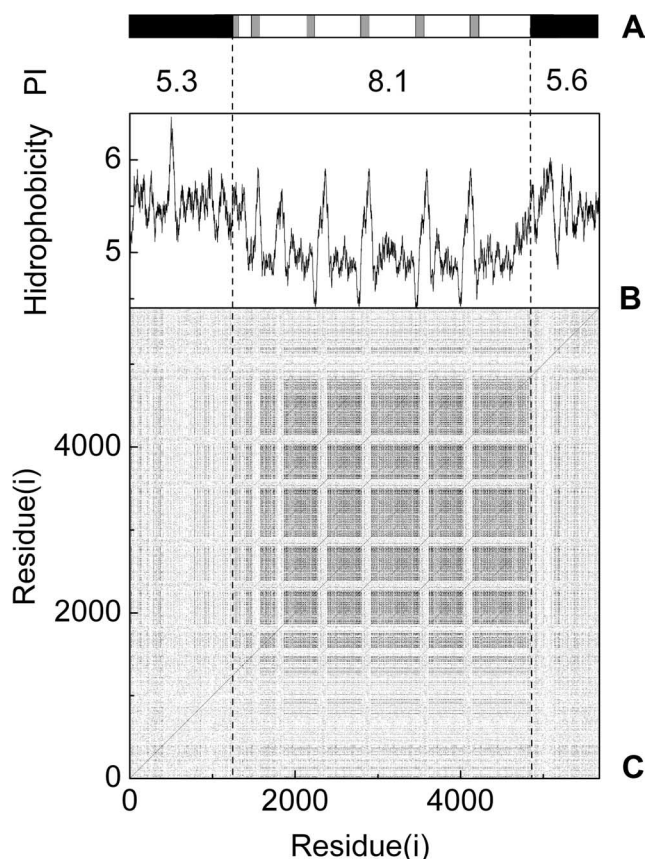 A
PI
5.3 8.1 5.6
Hidrophobicity
6
5
B
Residue(i)
4000
2000
0
C
0 2000 4000
Residue(i)